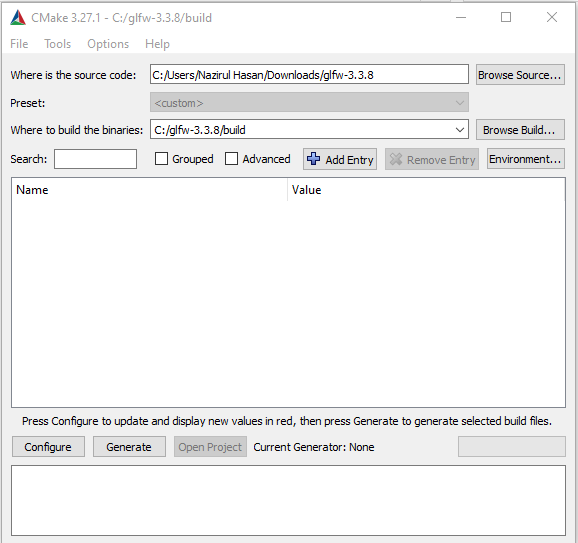 CMake 3.27.1 - C:/glfw-3.3.8/build
File Tools Options Help
Where is the source code: C:/Users/Nazirul Hasan/Downloads/glfw-3.3.8 Browse Source...
Preset: <custom>
Where to build the binaries: C:/glfw-3.3.8/build Browse Build...
Search: Grouped Advanced Add Entry Remove Entry Environment...
Name Value
Press Configure to update and display new values in red, then press Generate to generate selected build files.
Configure Generate Open Project Current Generator: None